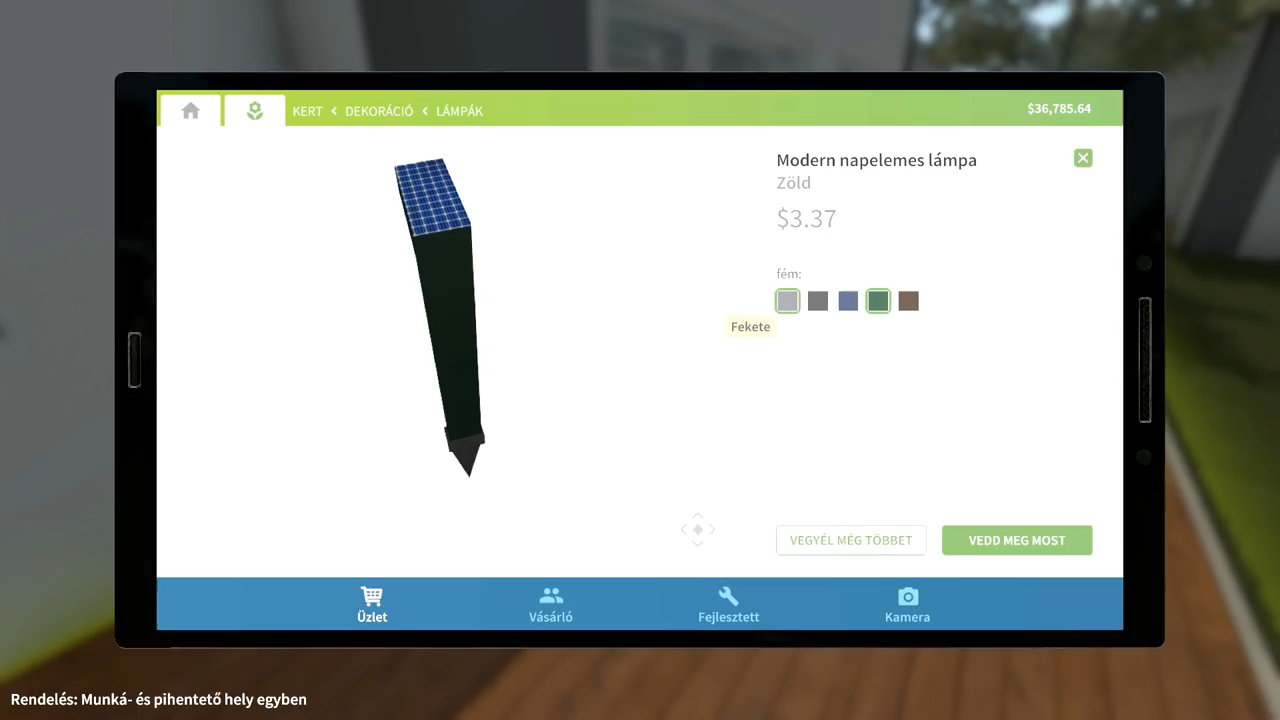 KERT < DEKORÁCIÓ < LÁMPÁK
$36,785.64
Modern napelemes lámpa
Zöld
$3.37
fém:
Fekete
VEGYÉL MÉG TÖBBET
VEDD MEG MOST
Üzlet
Vásárló
Fejlesztett
Kamera
Rendelés: Munká- és pihentető hely egyben